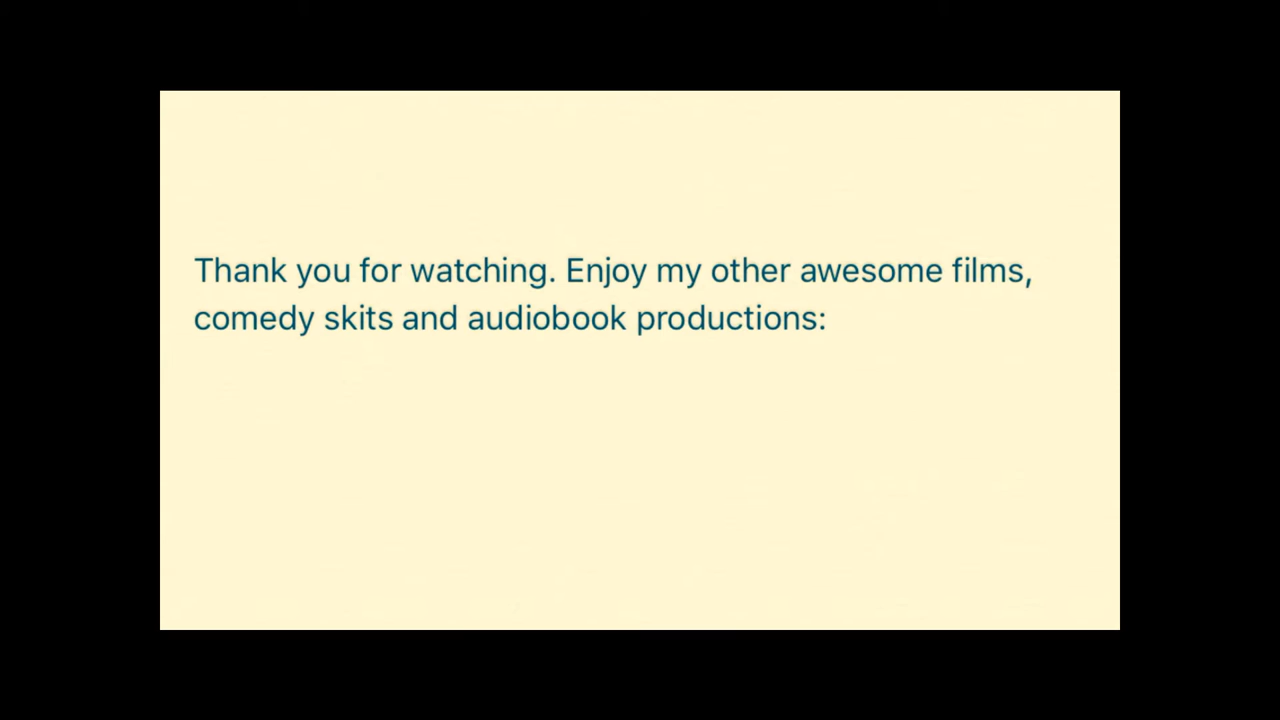 Thank you for watching. Enjoy my other awesome films,
comedy skits and audiobook productions: